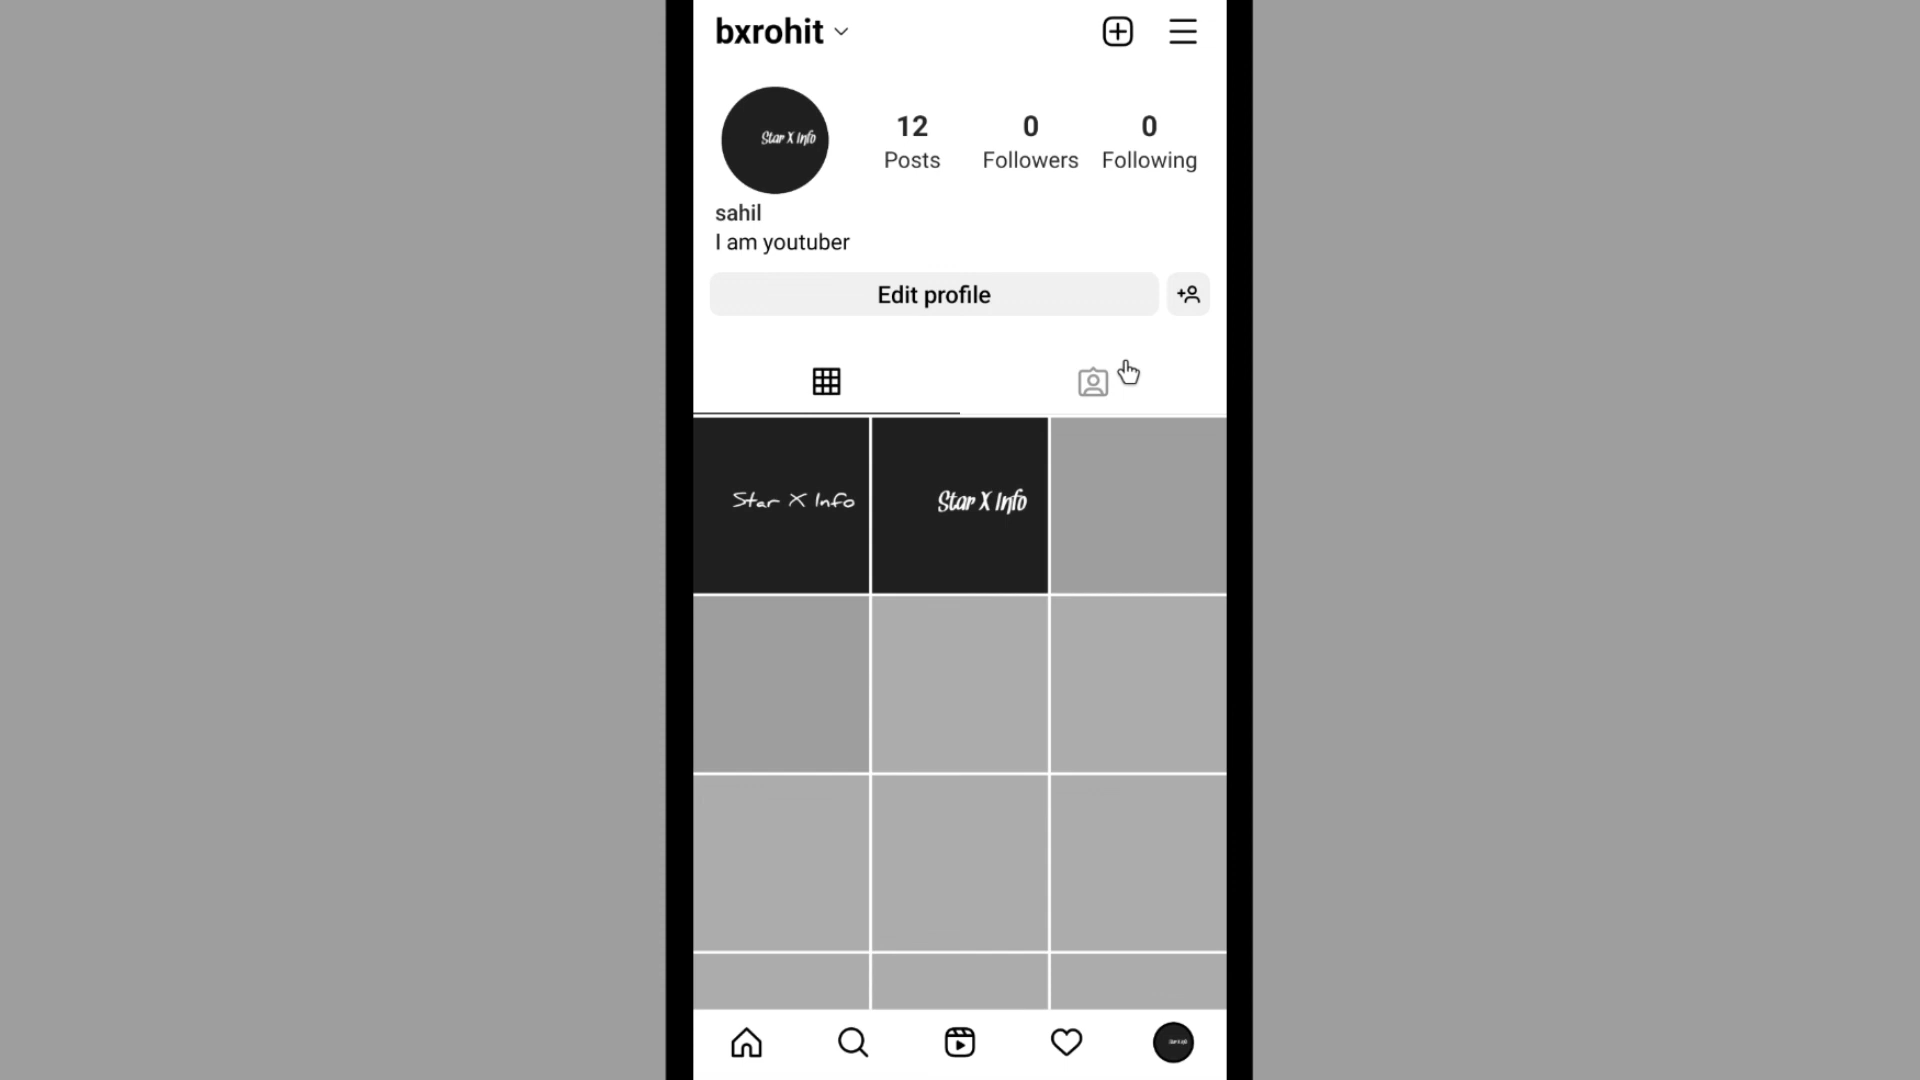 bxrohit
Star X Info
12
0
0
Posts
Followers
Following
sahil
I am youtuber
Edit profile
Star X Info
Star X Info